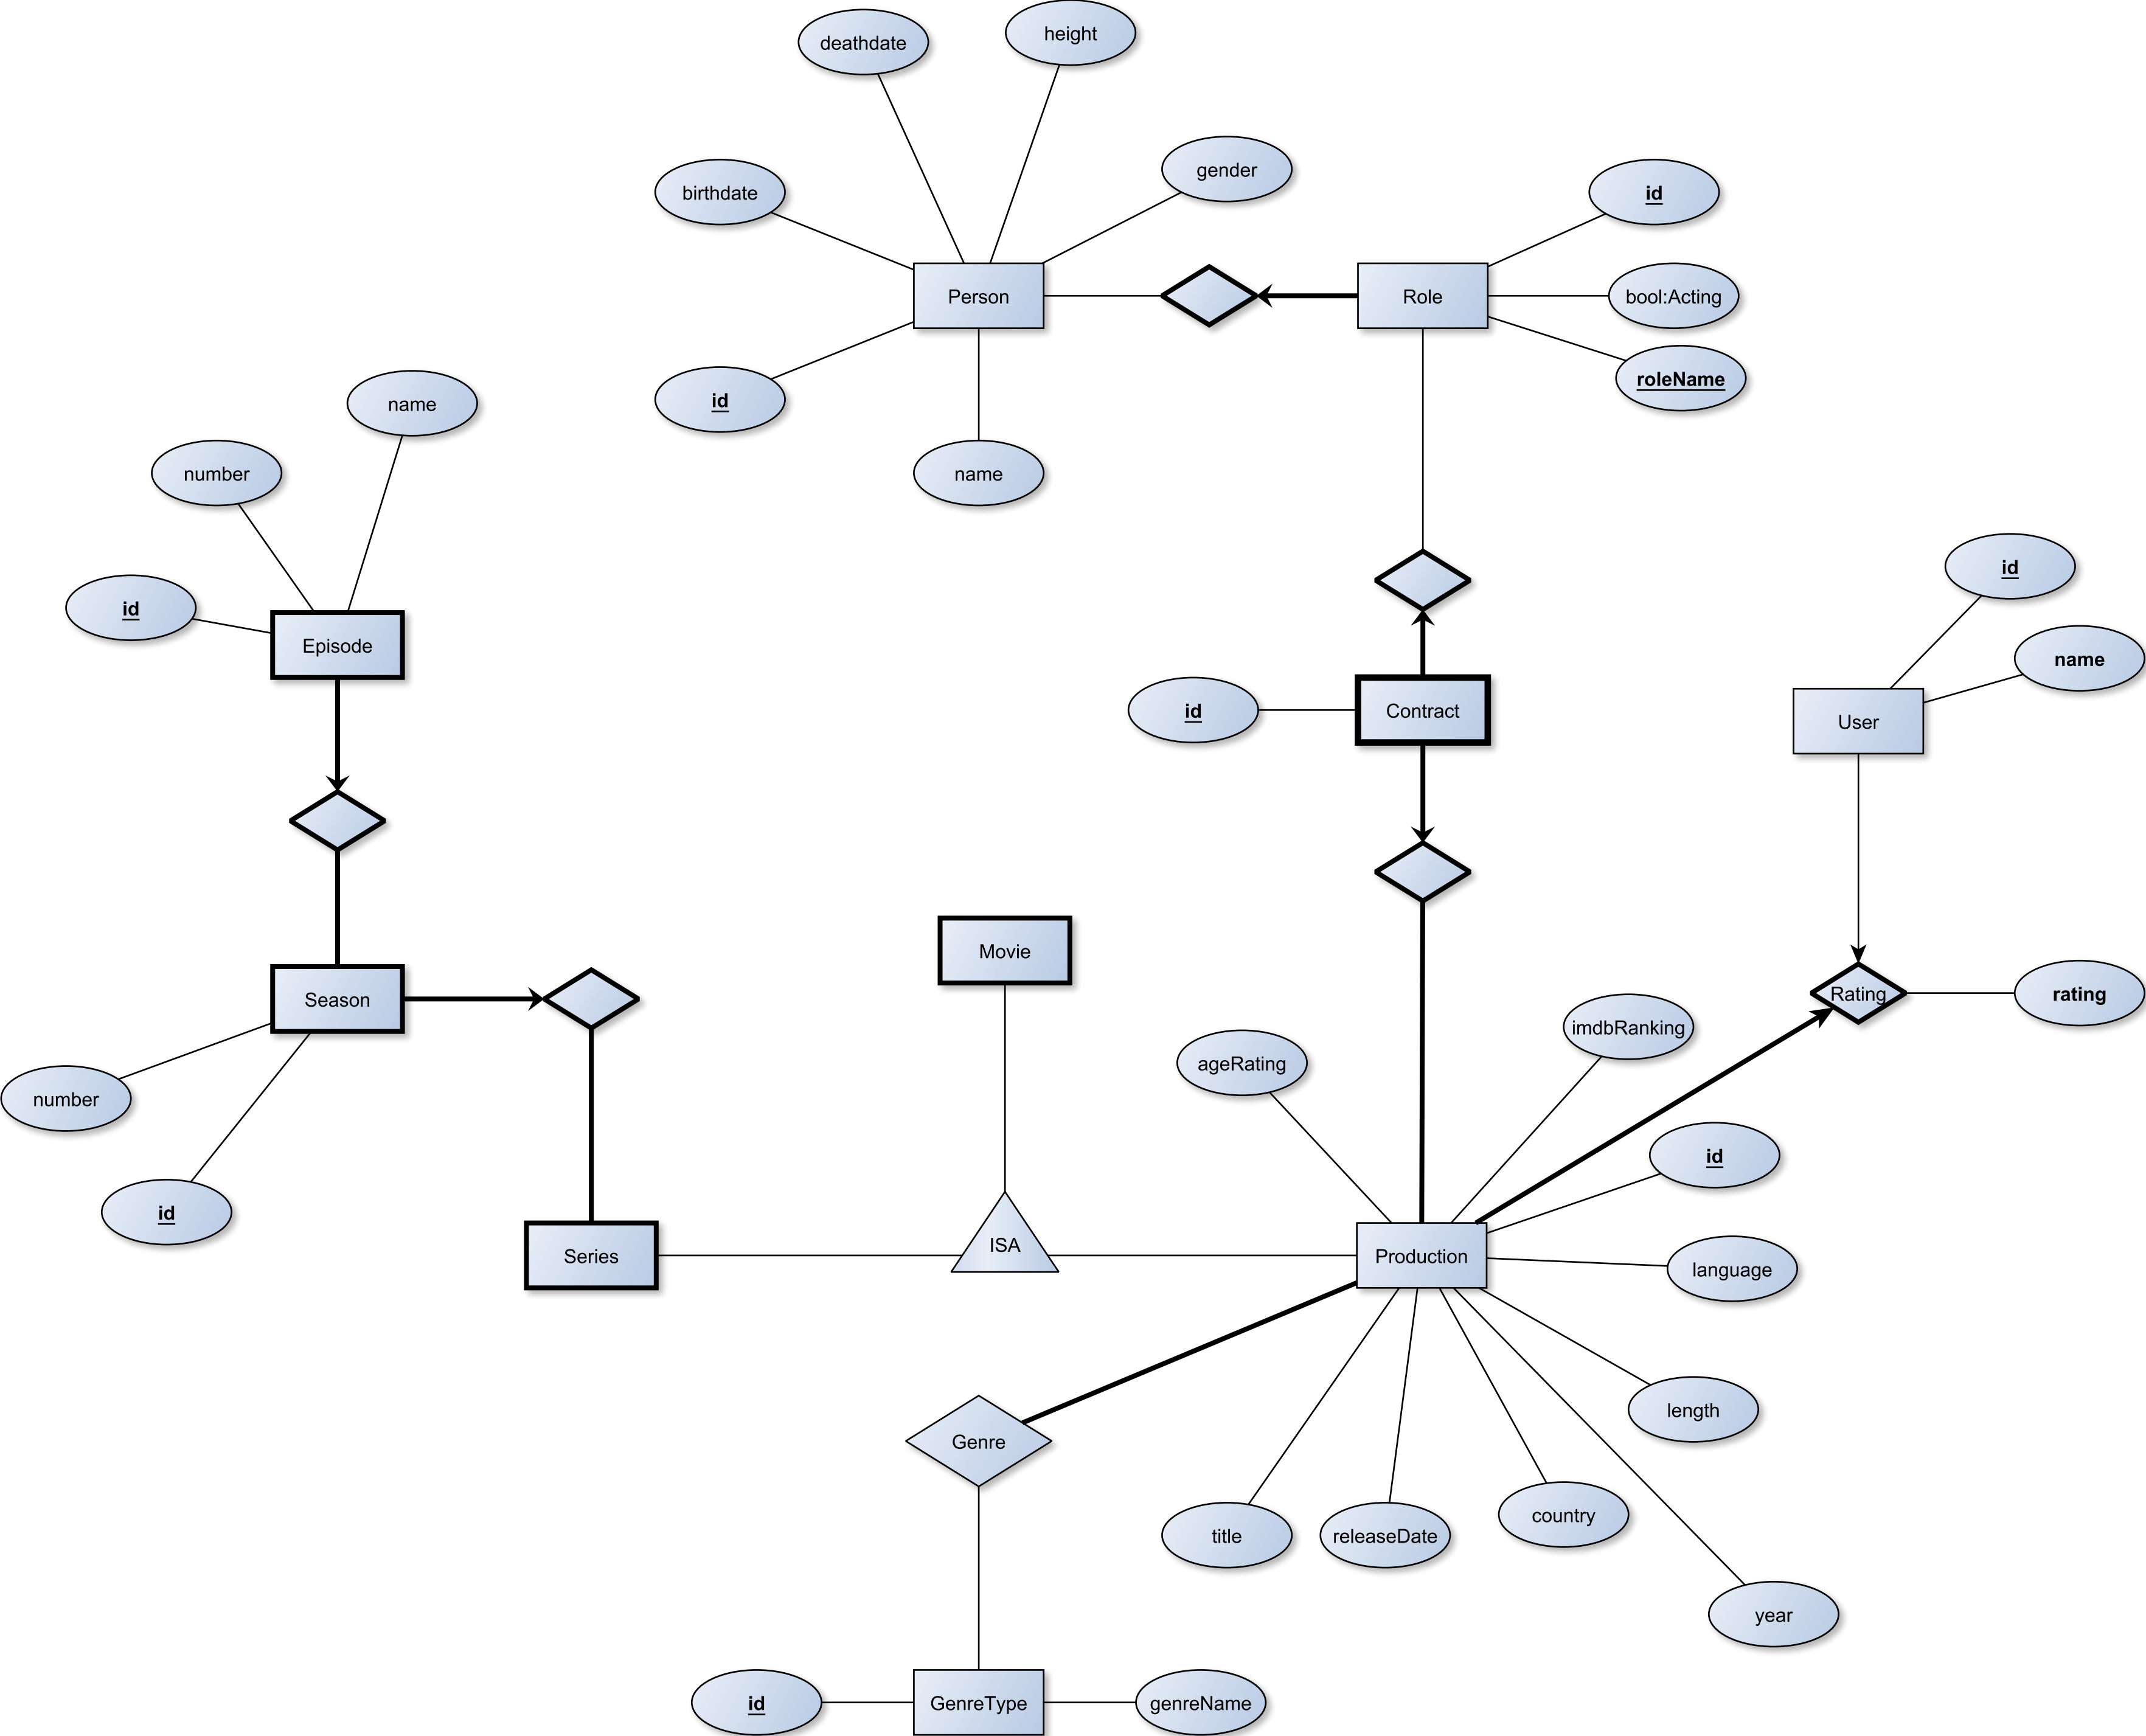 height
deathdate
gender
birthdate
id
Person
Role
bool:Acting
roleName
id
name
name
number
id
id
Episode
name
id
Contract
User
Movie
Rating
rating
Season
imdbRanking
ageRating
number
id
id
ISA
Series
Production
language
length
Genre
country
title
releaseDate
year
id
GenreType
genreName